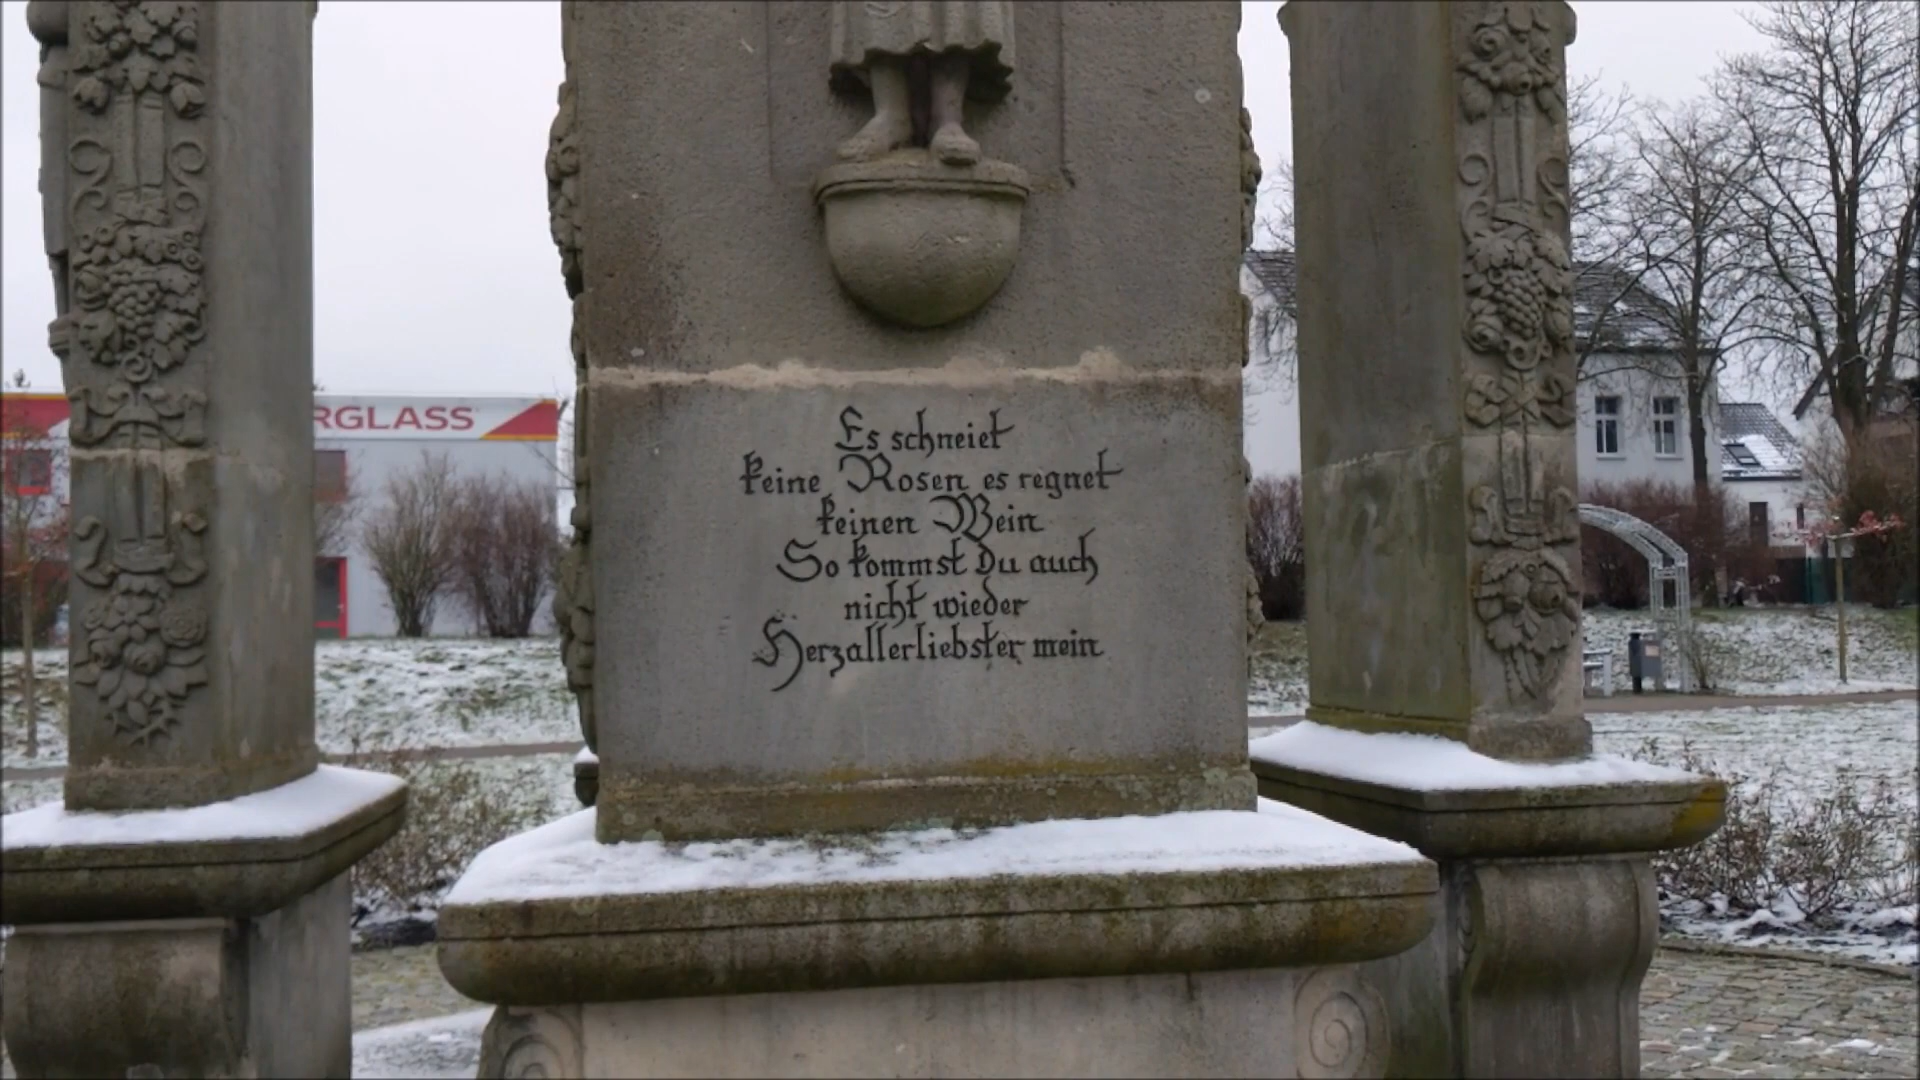 RGLASS
Es schneiet
keine Rosen es regnet
keinen Wein
So kommst Du auch
nicht wieder
Herzallerliebster mein